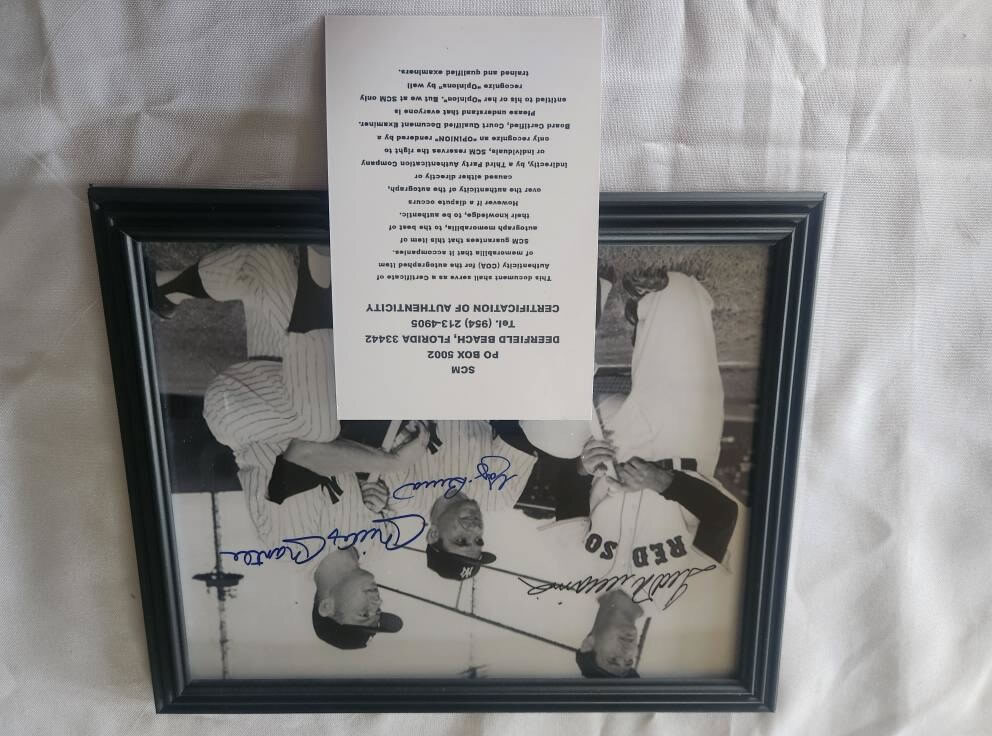 SCM
PO BOX 5002
DEERFIELD BEACH, FLORIDA 33442
Tel. (954) 213-4905
CERTIFICATION OF AUTHENTICITY
This document shall serve as a Certificate of
Authenticity (COA) for the autographed item
of memorabilia that it accompanies.
SCM guarantees that this item of
autograph memorabilia, to the best of
their knowledge, to be authentic.
However if a dispute occurs
over the authenticity of the autograph,
caused either directly or
indirectly, by a Third Party Authentication Company
or individuals, SCM reserves the right to
only recognize an "OPINION" rendered by a
Board Certified, Court Qualified Document Examiner.
Please understand that everyone is
entitled to his or her "Opinion". But we at SCM only
recognize "Opinions" by well
trained and qualified examiners.
Ted Williams
RED SO
Mickey Mantle
Yogi Berra
NY